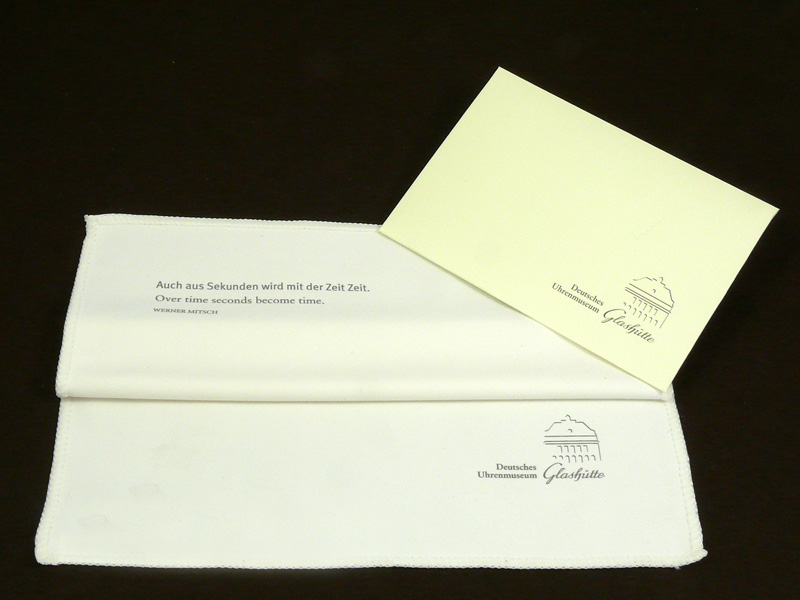 Auch aus Sekunden wird mit der Zeit Zeit.
Over time seconds become time.
WERNER MITSCH
Deutsches
Uhrenmuseum Glashütte
Deutsches
Uhrenmuseum Glashütte